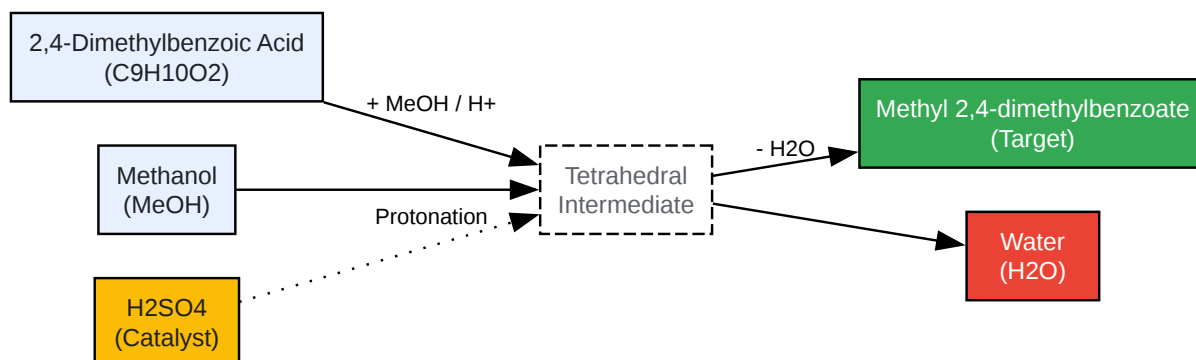 2,4-Dimethylbenzoic Acid
(C9H10O2)
+ MeOH / H+
Methanol
(MeOH)
Protonation
H2SO4
(Catalyst)
Tetrahedral
Intermediate
- H2O
Methyl 2,4-dimethylbenzoate
(Target)
Water
(H2O)